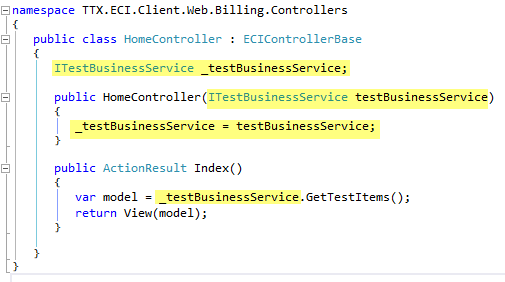 namespace TTX.ECI.Client.Web.Billing.Controllers
{
public class HomeController : ECIControllerBase
{
ITestBusinessService _testBusinessService;
public HomeController(ITestBusinessService testBusinessService)
{
_testBusinessService = testBusinessService;
}
public ActionResult Index()
{
var model = _testBusinessService.GetTestItems();
return View(model);
}
}
}